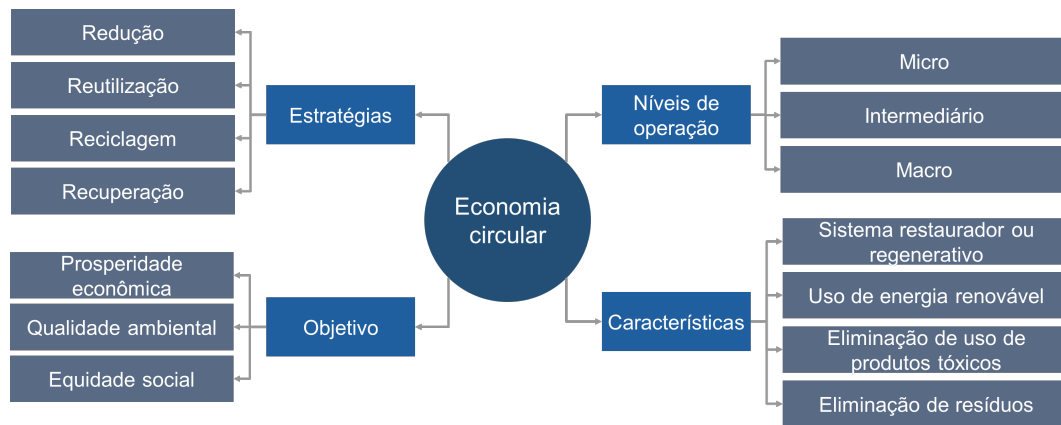 Redução
Reutilização
Reciclagem
Recuperação
Estratégias
Prosperidade
econômica
Qualidade ambiental
Equidade social
Objetivo
Economia
circular
Níveis de
operação
Micro
Intermediário
Macro
Características
Sistema restaurador ou
regenerativo
Uso de energia renovável
Eliminação de uso de
produtos tóxicos
Eliminação de resíduos